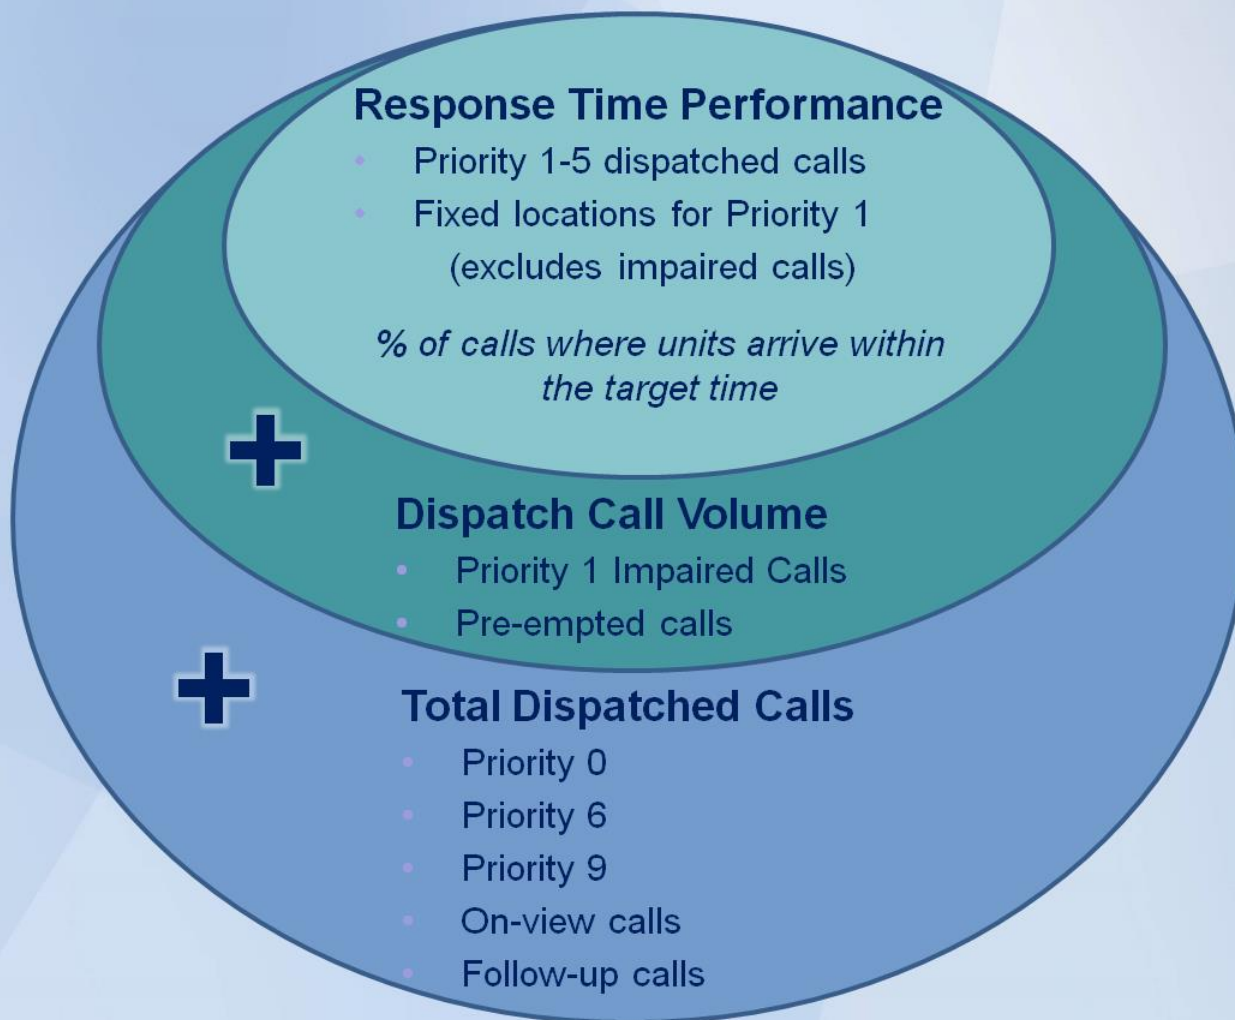 Response Time Performance
• Priority 1-5 dispatched calls
• Fixed locations for Priority 1
(excludes impaired calls)
% of calls where units arrive within
the target time
Dispatch Call Volume
• Priority 1 Impaired Calls
• Pre-empted calls
Total Dispatched Calls
• Priority 0
• Priority 6
• Priority 9
• On-view calls
• Follow-up calls